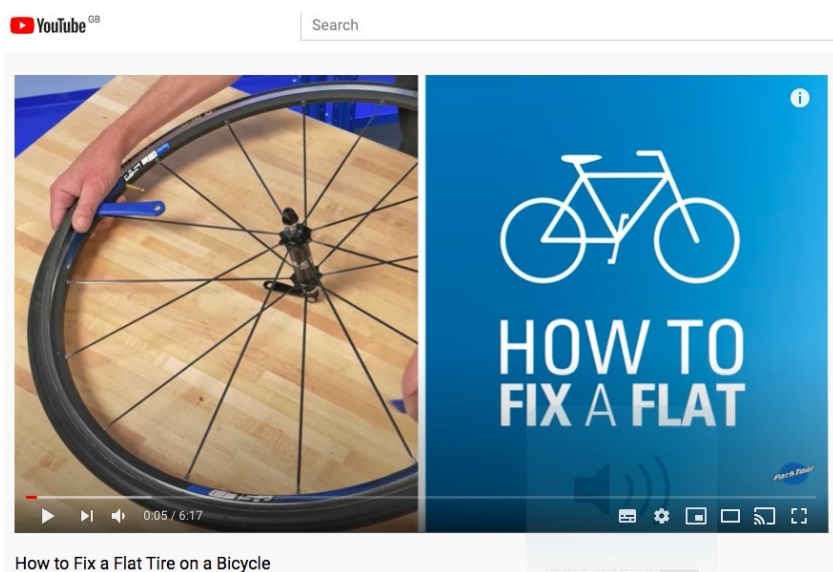 YouTube GB
Search
HOW TO
FIX A FLAT
ParkTool
0:05 / 6:17
How to Fix a Flat Tire on a Bicycle